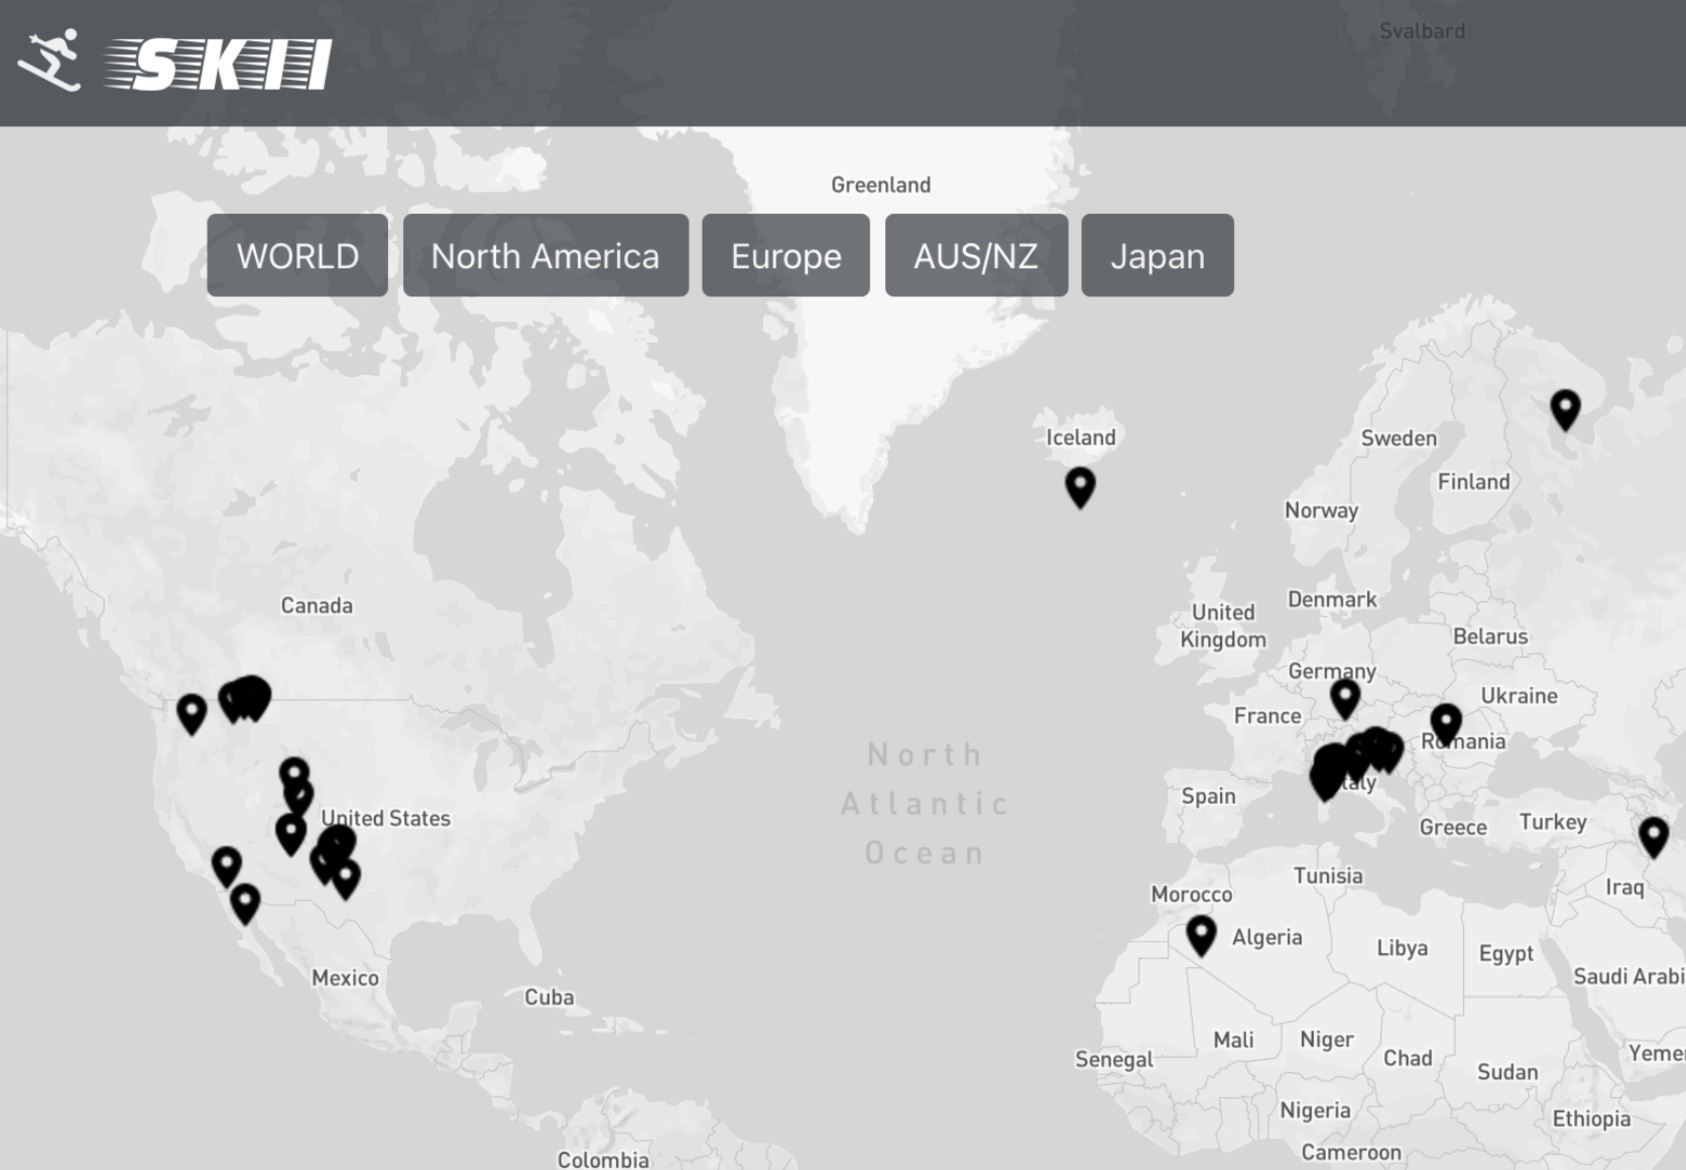 SKII
Svalbard
Greenland
WORLD
North America
Europe
AUS/NZ
Japan
Iceland
Sweden
Finland
Norway
Canada
United
Kingdom
Denmark
Belarus
Germany
Ukraine
France
Romania
North
Atlantic
Ocean
Italy
Spain
United States
Greece
Turkey
Tunisia
Iraq
Morocco
Algeria
Libya
Egypt
Mexico
Saudi Arabi
Cuba
Mali
Niger
Senegal
Chad
Yemen
Sudan
Nigeria
Ethiopia
Cameroon
Colombia